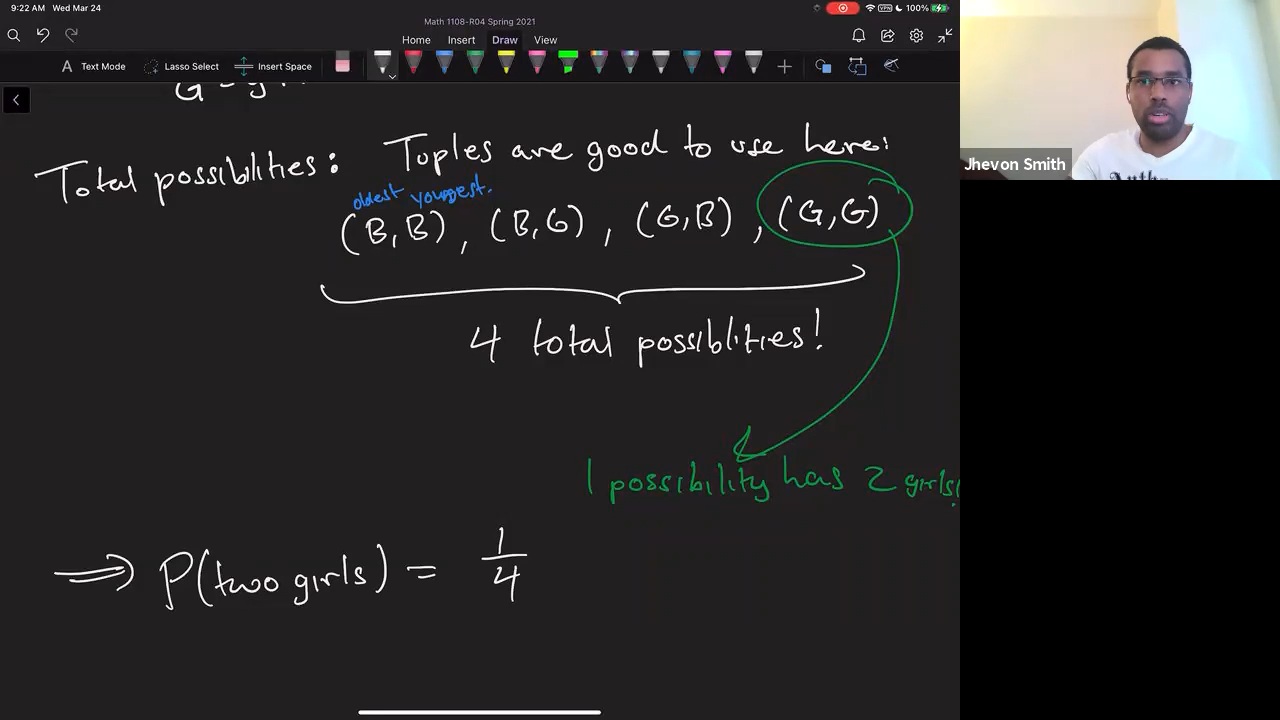 9:22 AM Wed Mar 24
VPN 100%
Math 1108-R04 Spring 2021
Home Insert Draw View
Text Mode Lasso Select Insert Space
Total possibilities: Tuples are good to use here:
oldest youngest.
(B,B), (B,G), (G,B), (G,G)
4 total possiblities!
1 possibility has 2 girls!
⇒ P(two girls) = 1/4
Jhevon Smith